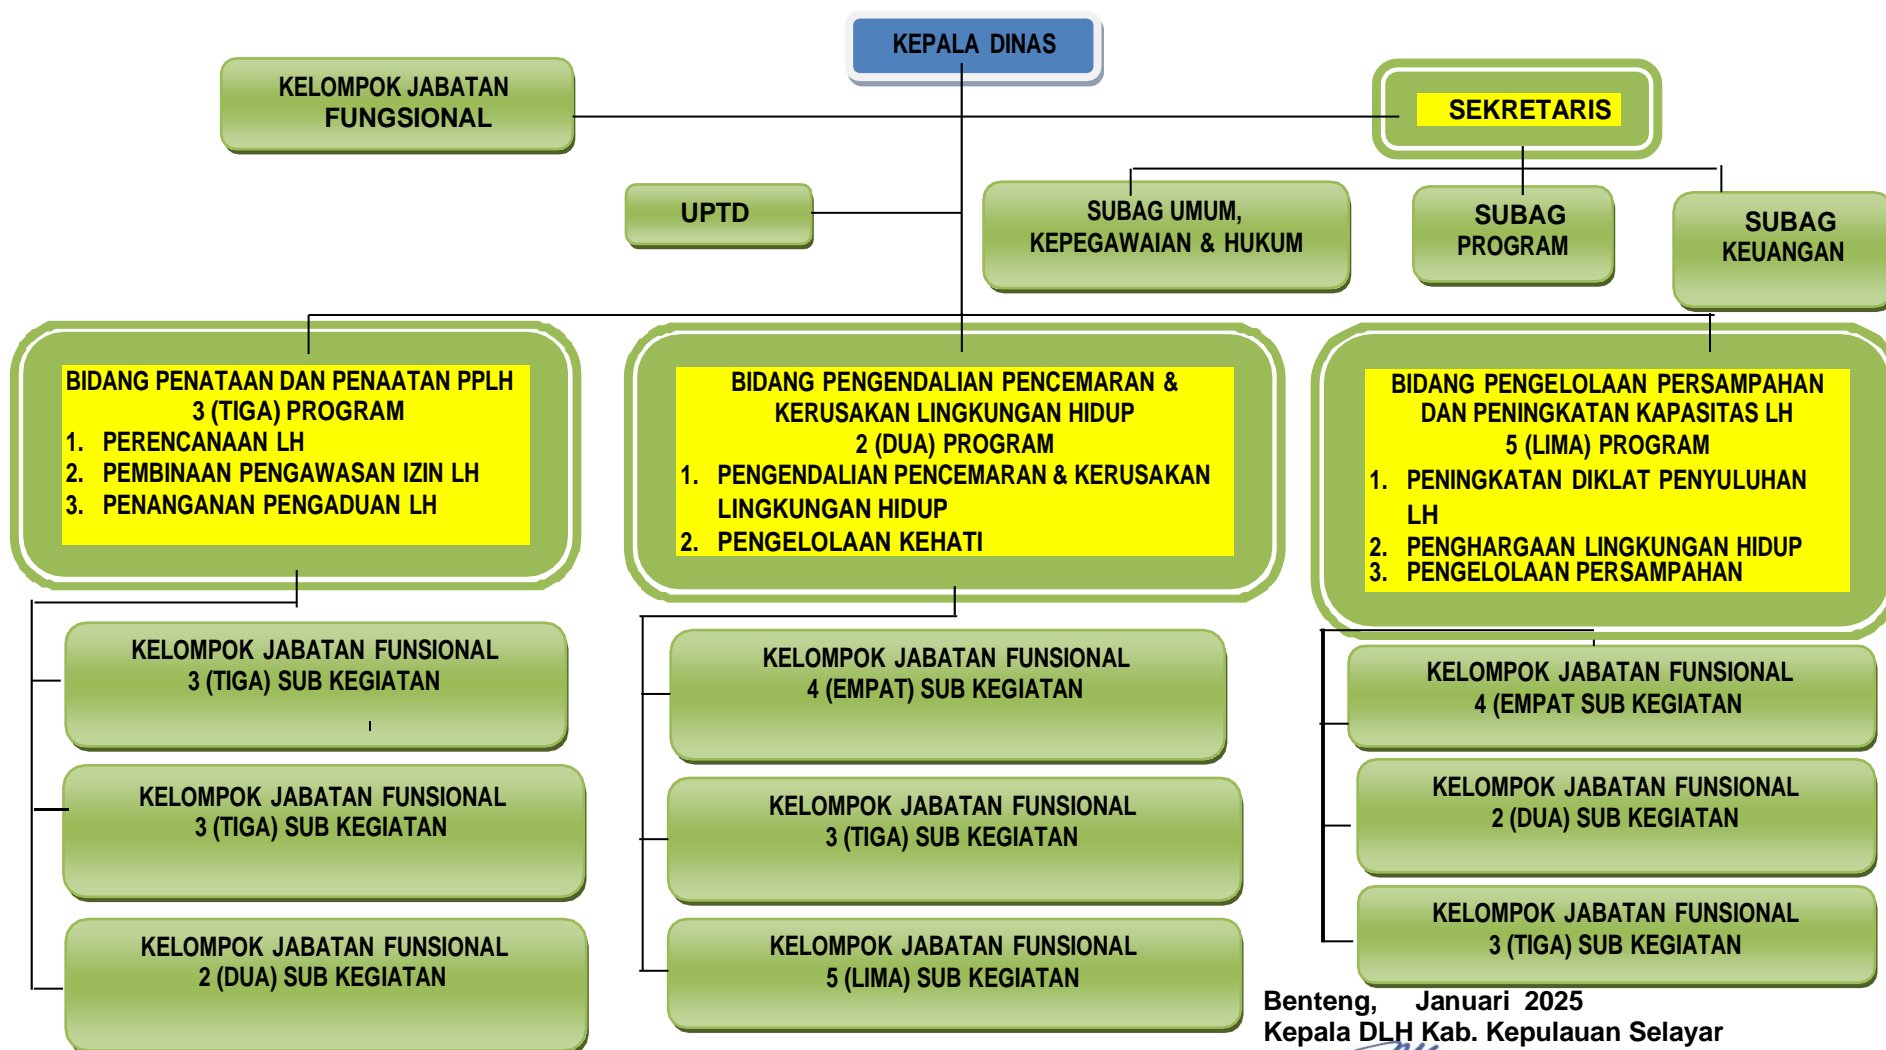 KEPALA DINAS
KELOMPOK JABATAN
FUNGSIONAL
SEKRETARIS
UPTD
SUBAG UMUM,
KEPEGAWAIAN & HUKUM
SUBAG
PROGRAM
SUBAG
KEUANGAN
BIDANG PENATAAN DAN PENAATAN PPLH
3 (TIGA) PROGRAM
1. PERENCANAAN LH
2. PEMBINAAN PENGAWASAN IZIN LH
3. PENANGANAN PENGADUAN LH
BIDANG PENGENDALIAN PENCEMARAN &
KERUSAKAN LINGKUNGAN HIDUP
2 (DUA) PROGRAM
1. PENGENDALIAN PENCEMARAN & KERUSAKAN
LINGKUNGAN HIDUP
2. PENGELOLAAN KEHATI
BIDANG PENGELOLAAN PERSAMPAHAN
DAN PENINGKATAN KAPASITAS LH
5 (LIMA) PROGRAM
1. PENINGKATAN DIKLAT PENYULUHAN
LH
2. PENGHARGAAN LINGKUNGAN HIDUP
3. PENGELOLAAN PERSAMPAHAN
KELOMPOK JABATAN FUNSIONAL
3 (TIGA) SUB KEGIATAN
KELOMPOK JABATAN FUNSIONAL
3 (TIGA) SUB KEGIATAN
KELOMPOK JABATAN FUNSIONAL
2 (DUA) SUB KEGIATAN
KELOMPOK JABATAN FUNSIONAL
4 (EMPAT) SUB KEGIATAN
KELOMPOK JABATAN FUNSIONAL
3 (TIGA) SUB KEGIATAN
KELOMPOK JABATAN FUNSIONAL
5 (LIMA) SUB KEGIATAN
KELOMPOK JABATAN FUNSIONAL
4 (EMPAT SUB KEGIATAN
KELOMPOK JABATAN FUNSIONAL
2 (DUA) SUB KEGIATAN
KELOMPOK JABATAN FUNSIONAL
3 (TIGA) SUB KEGIATAN
Benteng, Januari 2025
Kepala DLH Kab. Kepulauan Selayar